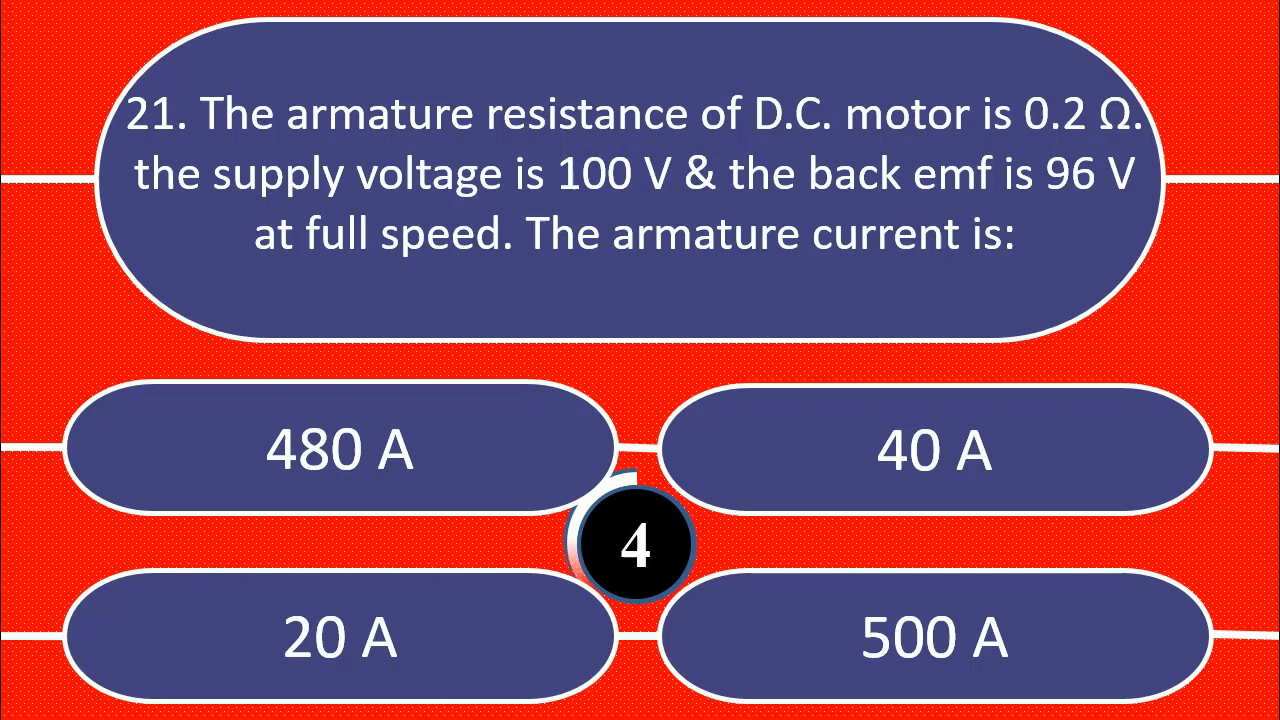 21. The armature resistance of D.C. motor is 0.2 Ω.
the supply voltage is 100 V & the back emf is 96 V
at full speed. The armature current is:
480 A
40 A
4
20 A
500 A